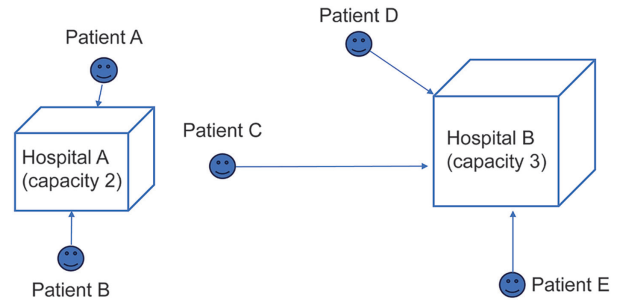 Patient A
Patient D
Patient C
Hospital A
(capacity 2)
Hospital B
(capacity 3)
Patient B
Patient E